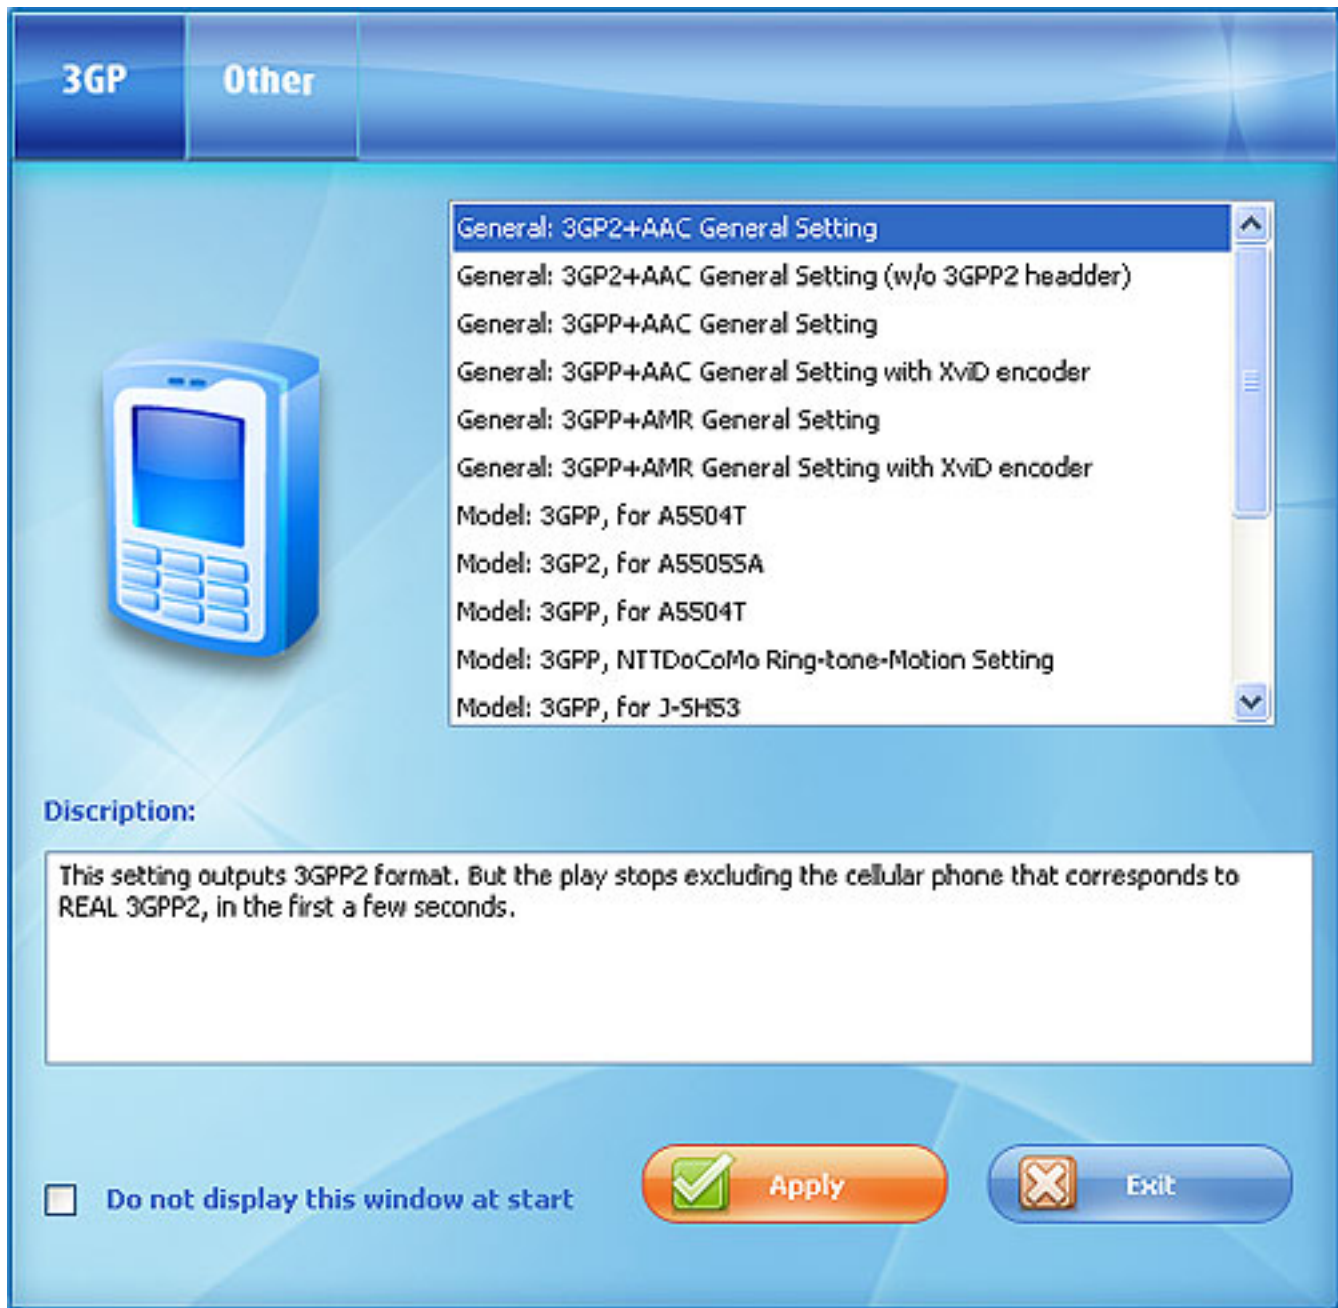 3GP
Other
General: 3GP2+AAC General Setting
General: 3GP2+AAC General Setting (w/o 3GPP2 headder)
General: 3GPP+AAC General Setting
General: 3GPP+AAC General Setting with XviD encoder
General: 3GPP+AMR General Setting
General: 3GPP+AMR General Setting with XviD encoder
Model: 3GPP, for A5504T
Model: 3GP2, for A5505SA
Model: 3GPP, for A5504T
Model: 3GPP, NTTDoCoMo Ring-tone-Motion Setting
Model: 3GPP, for J-SH53
Discription:
This setting outputs 3GPP2 format. But the play stops excluding the cellular phone that corresponds to
REAL 3GPP2, in the first a few seconds.
Do not display this window at start
Apply
Exit